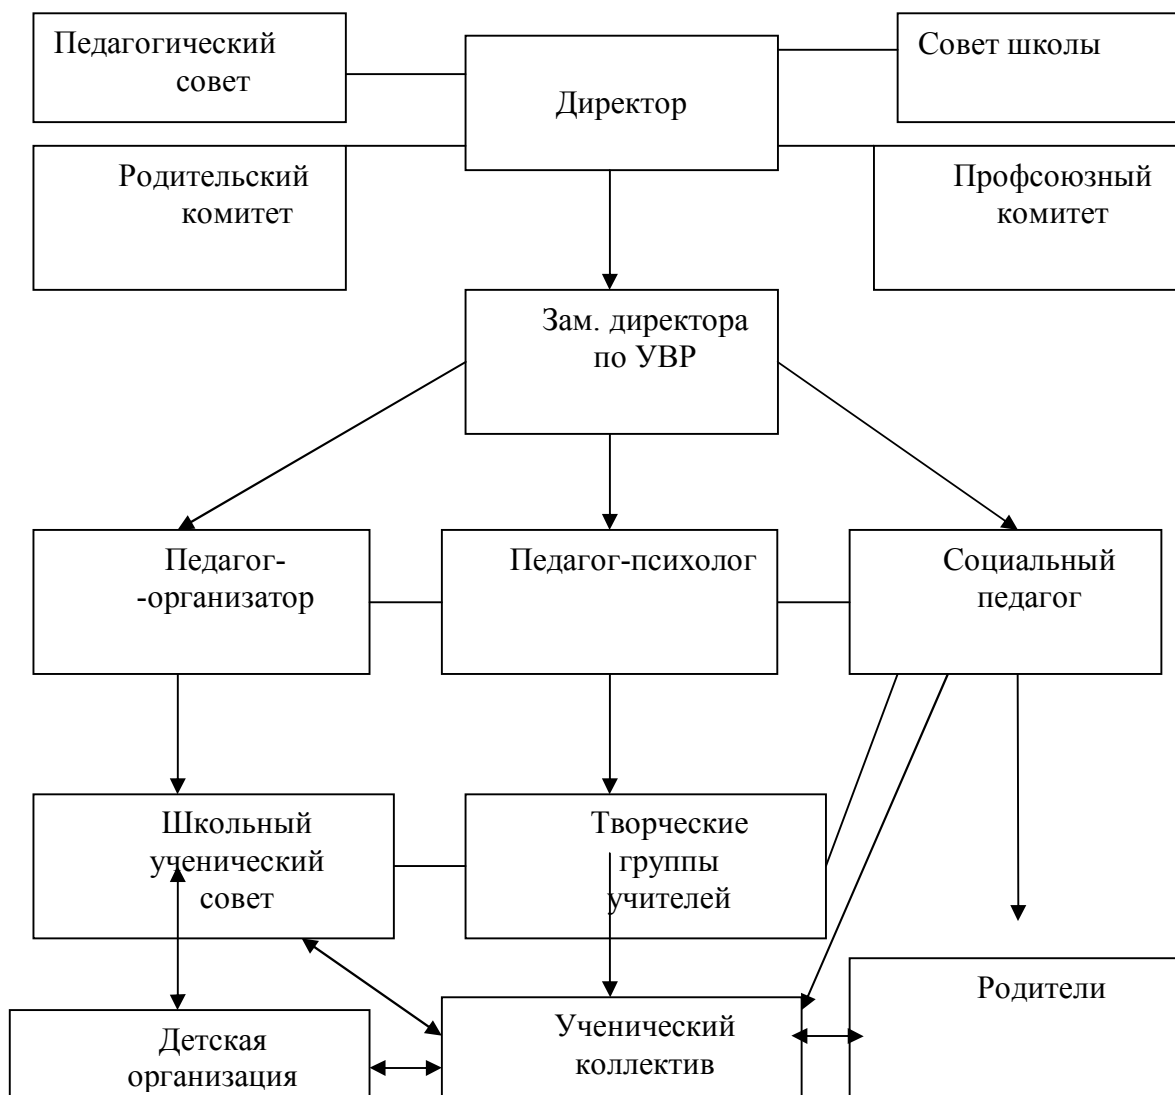 Педагогический
совет
Директор
Совет школы
Родительский
комитет
Профсоюзный
комитет
Зам. директора
по УВР
Педагог-
-организатор
Педагог-психолог
Социальный
педагог
Школьный
ученический
совет
Творческие
группы
учителей
Родители
Детская
организация
Ученический
коллектив